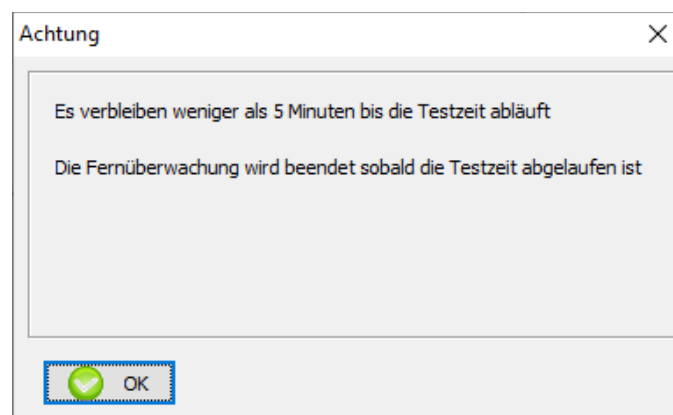 Achtung
Es verbleiben weniger als 5 Minuten bis die Testzeit abläuft
Die Fernüberwachung wird beendet sobald die Testzeit abgelaufen ist
OK